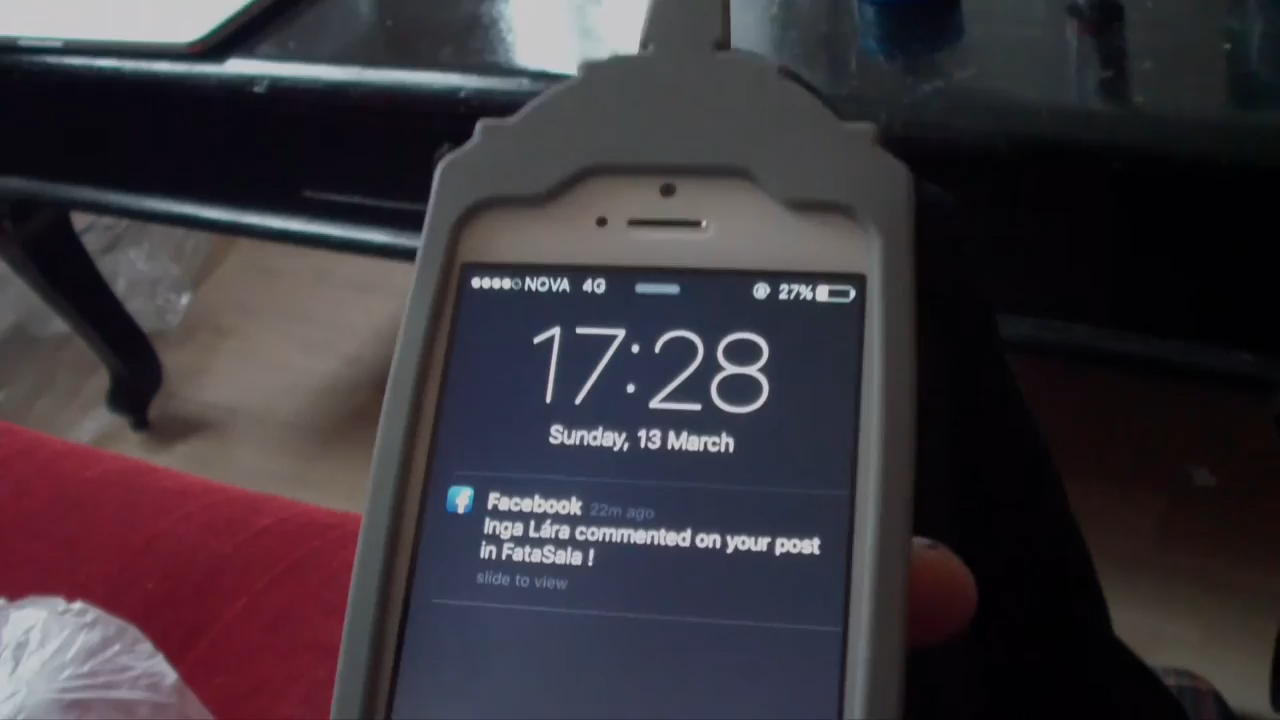 NOVA 4G 27%
17:28
Sunday, 13 March
Facebook 22m ago
Inga Lára commented on your post
in FataSala !
slide to view